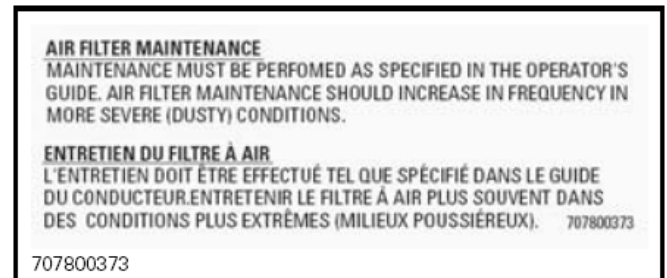 AIR FILTER MAINTENANCE
MAINTENANCE MUST BE PERFOMED AS SPECIFIED IN THE OPERATOR'S
GUIDE. AIR FILTER MAINTENANCE SHOULD INCREASE IN FREQUENCY IN
MORE SEVERE (DUSTY) CONDITIONS.
ENTRETIEN DU FILTRE À AIR
L'ENTRETIEN DOIT ÊTRE EFFECTUÉ TEL QUE SPÉCIFIÉ DANS LE GUIDE
DU CONDUCTEUR.ENTRETENIR LE FILTRE Á AIR PLUS SOUVENT DANS
DES CONDITIONS PLUS EXTRÊMES (MILIEUX POUSSIÉREUX). 707800373
707800373